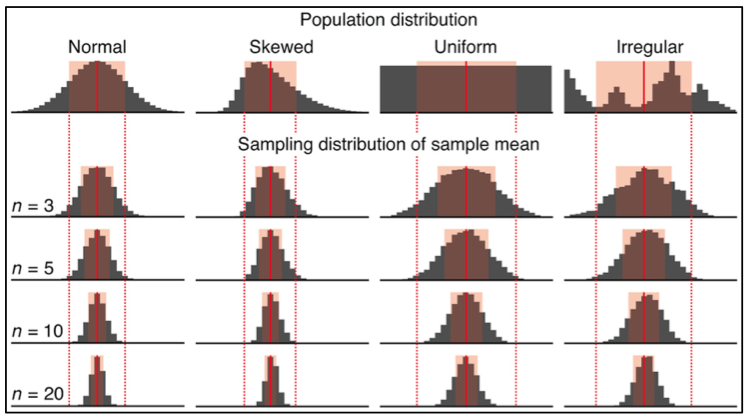 Population distribution
Normal Skewed Uniform Irregular
Sampling distribution of sample mean
n = 3
n = 5
n = 10
n = 20